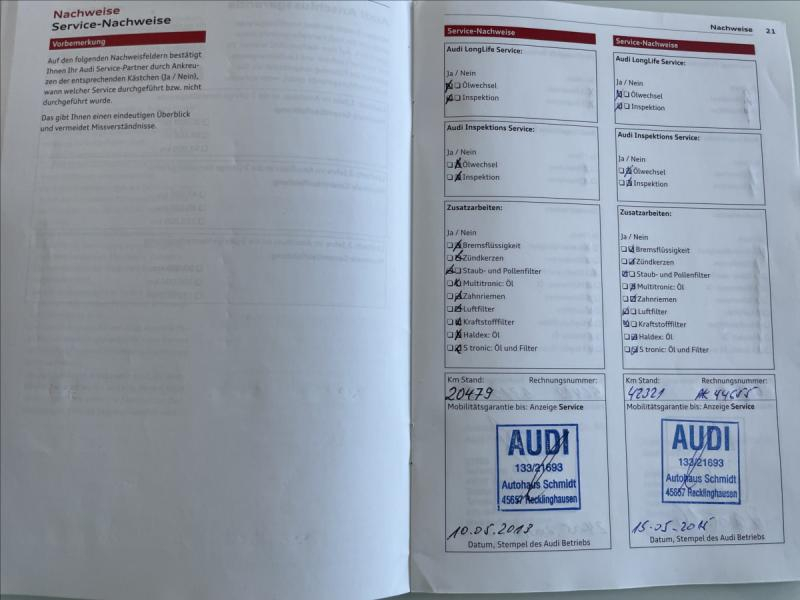 Nachweise
Service-Nachweise
Vorbemerkung
Auf den folgenden Nachweisfeldern bestätigt
Ihnen Ihr Audi Service-Partner durch Ankreu-
zen der entsprechenden Kästchen (Ja / Nein),
wann welcher Service durchgeführt bzw. nicht
durchgeführt wurde.
Das gibt Ihnen einen eindeutigen Überblick
und vermeidet Missverständnisse.
Nachweise 21
Service-Nachweise
Audi LongLife Service:
Ja / Nein
Ölwechsel
Inspektion
Audi Inspektions Service:
Ja / Nein
Ölwechsel
Inspektion
Zusatzarbeiten:
Ja / Nein
Bremsflüssigkeit
Zündkerzen
Staub- und Pollenfilter
Multitronic: Öl
Zahnriemen
Luftfilter
Kraftstofffilter
Haldex: Öl
S tronic: Öl und Filter
Km Stand: Rechnungsnummer:
20479
Mobilitätsgarantie bis: Anzeige Service
AUDI
133/21693
Autohaus Schmidt
45657 Recklinghausen
10.05.2013
Datum, Stempel des Audi Betriebs
Service-Nachweise
Audi LongLife Service:
Ja / Nein
Ölwechsel
Inspektion
Audi Inspektions Service:
Ja / Nein
Ölwechsel
Inspektion
Zusatzarbeiten:
Ja / Nein
Bremsflüssigkeit
Zündkerzen
Staub- und Pollenfilter
Multitronic: Öl
Zahnriemen
Luftfilter
Kraftstofffilter
Haldex: Öl
S tronic: Öl und Filter
Km Stand: Rechnungsnummer:
42321
Mobilitätsgarantie bis: Anzeige Service
AUDI
133/21693
Autohaus Schmidt
45657 Recklinghausen
Datum, Stempel des Audi Betriebs